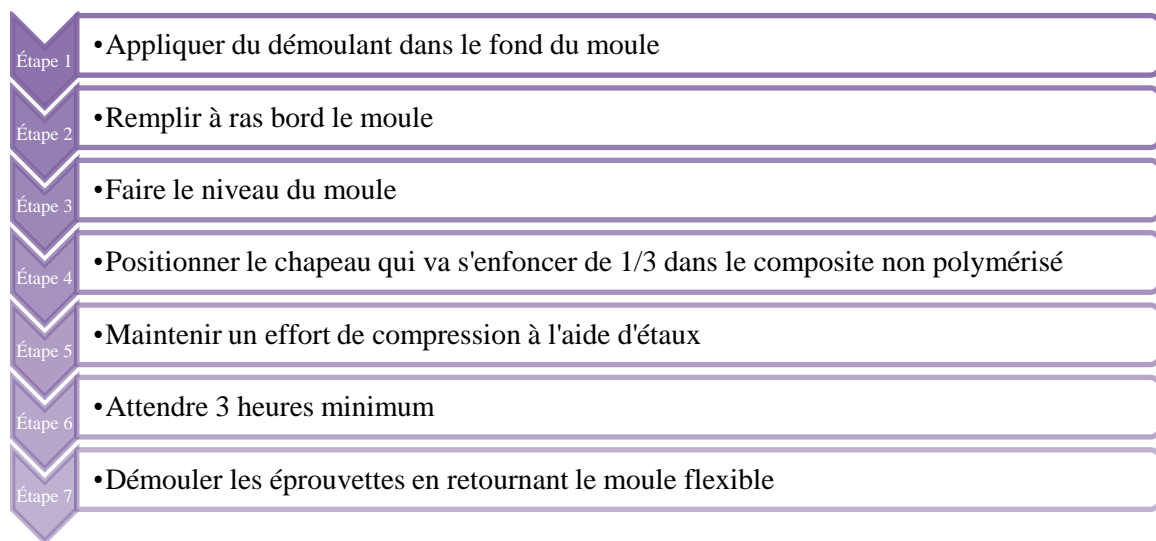 Étape 1
•Appliquer du démoulant dans le fond du moule
Étape 2
•Remplir à ras bord le moule
Étape 3
•Faire le niveau du moule
Étape 4
•Positionner le chapeau qui va s'enfoncer de 1/3 dans le composite non polymérisé
Étape 5
•Maintenir un effort de compression à l'aide d'étaux
Étape 6
•Attendre 3 heures minimum
Étape 7
•Démouler les éprouvettes en retournant le moule flexible